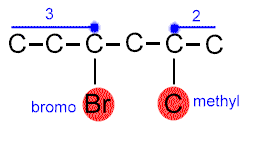 3 2
C – C – C – C – C – C
bromo Br C methyl